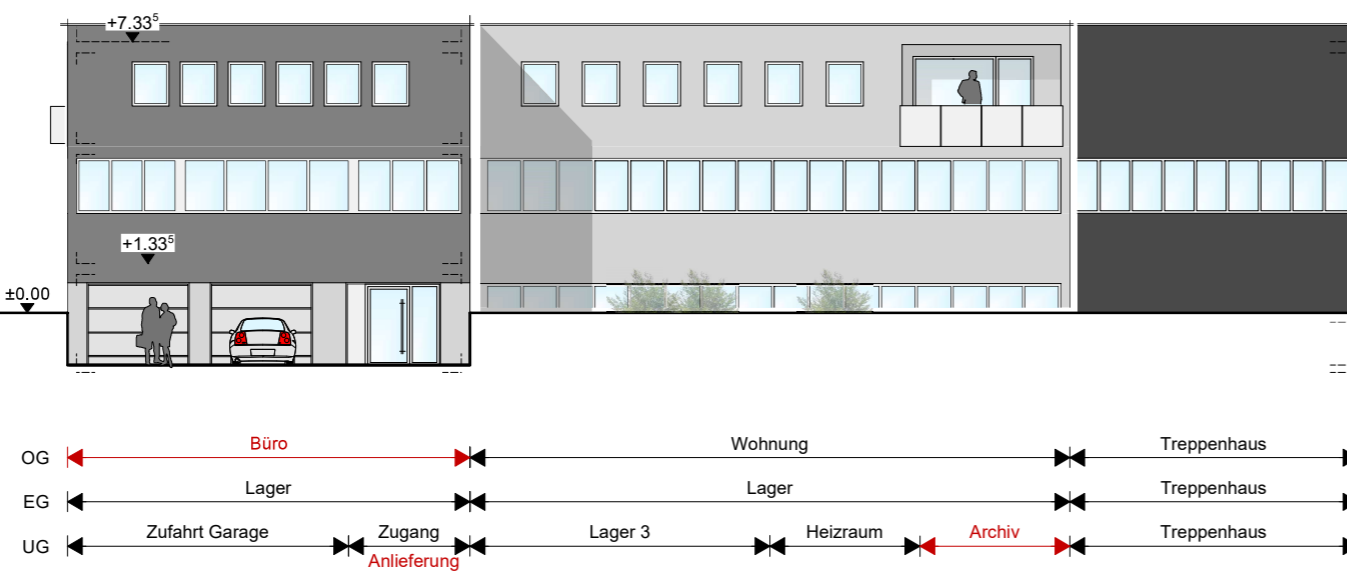 +7.33⁵
+1.33⁵
±0.00
OG Büro Wohnung Treppenhaus
EG Lager Lager Treppenhaus
UG Zufahrt Garage Zugang Lager 3 Heizraum Archiv Treppenhaus
Anlieferung